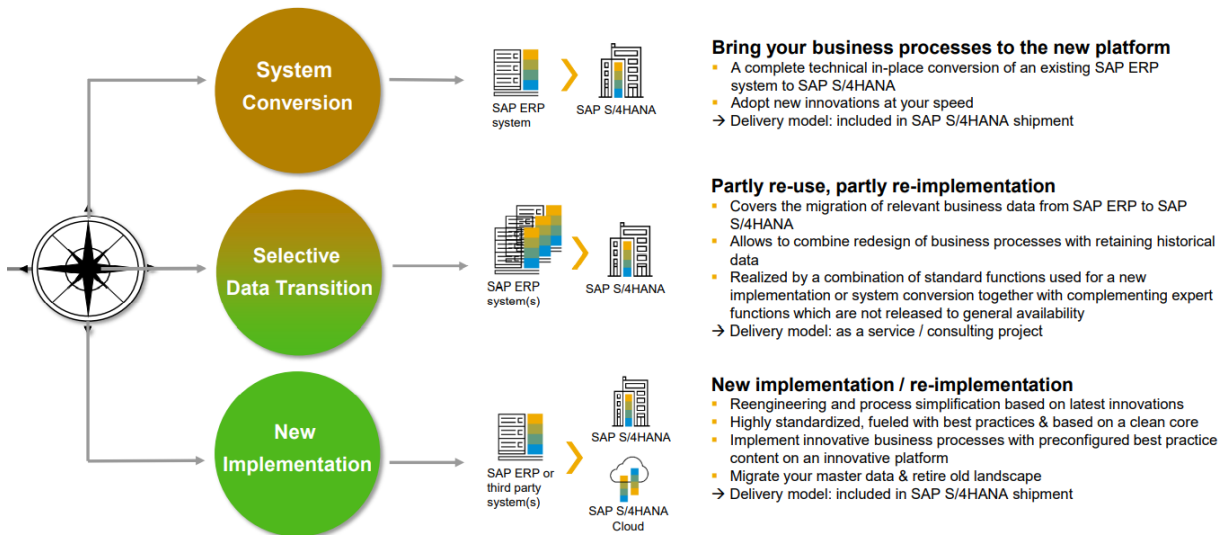 System
Conversion
SAP ERP
system
SAP S/4HANA
Bring your business processes to the new platform
▪ A complete technical in-place conversion of an existing SAP ERP
system to SAP S/4HANA
▪ Adopt new innovations at your speed
→ Delivery model: included in SAP S/4HANA shipment
Selective
Data Transition
SAP ERP
system(s)
SAP S/4HANA
Partly re-use, partly re-implementation
▪ Covers the migration of relevant business data from SAP ERP to SAP
S/4HANA
▪ Allows to combine redesign of business processes with retaining historical
data
▪ Realized by a combination of standard functions used for a new
implementation or system conversion together with complementing expert
functions which are not released to general availability
→ Delivery model: as a service / consulting project
New
Implementation
SAP ERP or
third party
system(s)
SAP S/4HANA
SAP S/4HANA
Cloud
New implementation / re-implementation
▪ Reengineering and process simplification based on latest innovations
▪ Highly standardized, fueled with best practices & based on a clean core
▪ Implement innovative business processes with preconfigured best practice
content on an innovative platform
▪ Migrate your master data & retire old landscape
→ Delivery model: included in SAP S/4HANA shipment